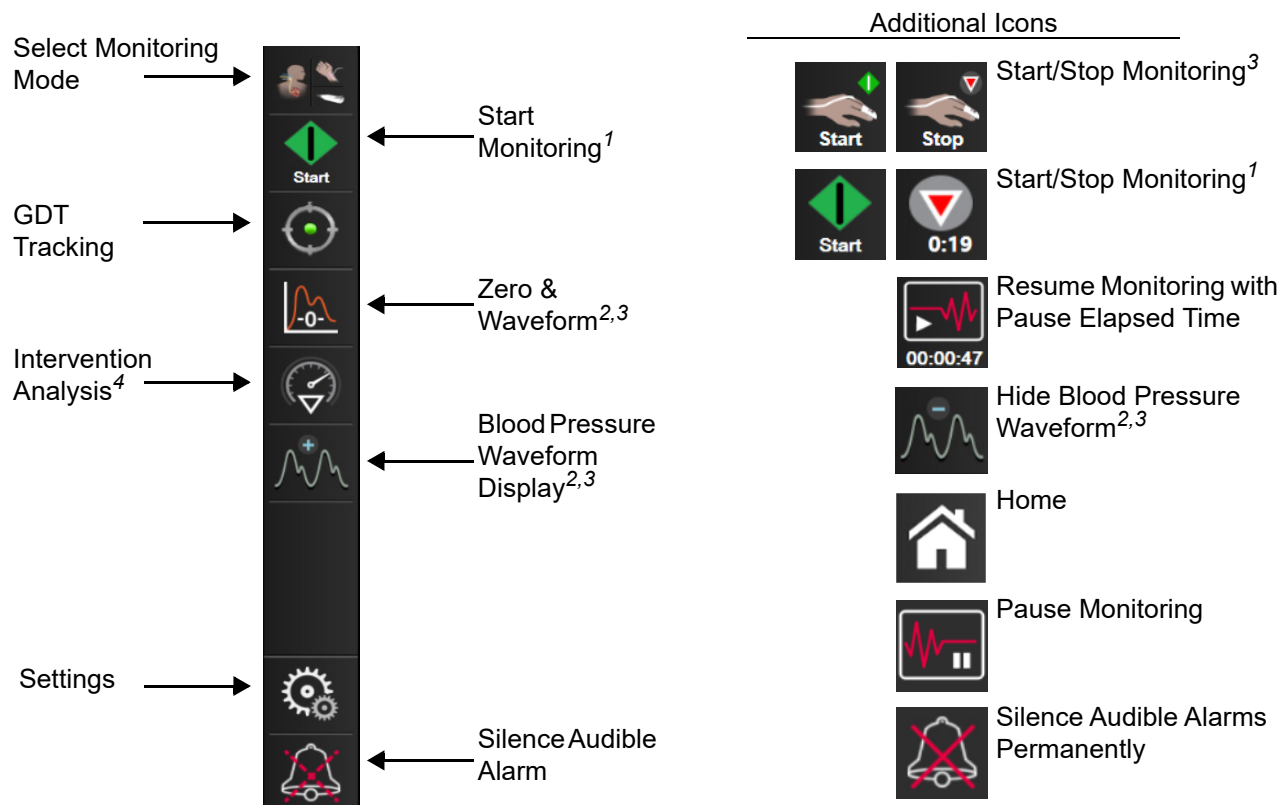 Select Monitoring
Mode
Start
Monitoring1
Start
GDT
Tracking
Zero &
Waveform2,3
-0-
Intervention
Analysis4
Blood Pressure
Waveform
Display2,3
Settings
Silence Audible
Alarm
Additional Icons
Start
Stop
Start/Stop Monitoring3
Start
0:19
Start/Stop Monitoring1
00:00:47
Resume Monitoring with
Pause Elapsed Time
Hide Blood Pressure
Waveform2,3
Home
Pause Monitoring
Silence Audible Alarms
Permanently